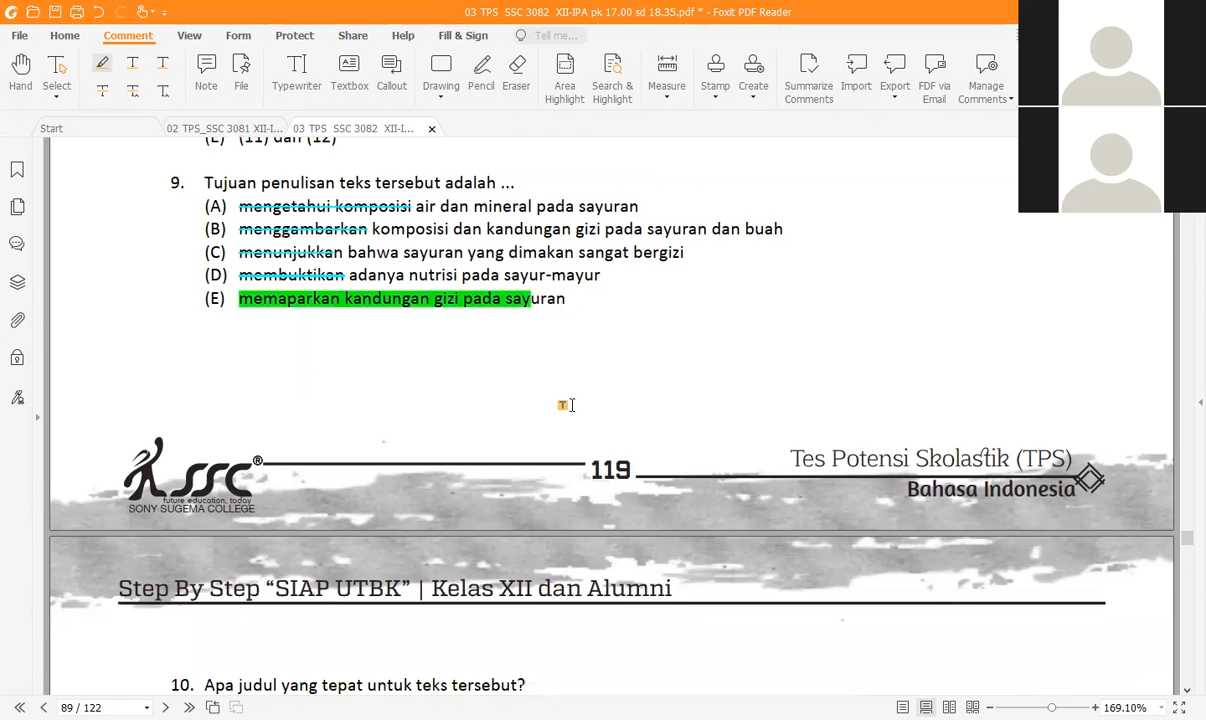 03 TPS SSC 3082 XII-IPA pk 17.00 sd 18.35.pdf * - Foxit PDF Reader
File Home Comment View Form Protect Share Help Fill & Sign Tell me...
Hand Select Note File Typewriter Textbox Callout Drawing Pencil Eraser Area Highlight Search & Highlight Measure Stamp Create Summarize Comments Import Export PDF via Email Manage Comments
Start 02 TPS_SSC 3081 XII-I... 03 TPS SSC 3082 XII-I...
(E) (11) dan (12)
9. Tujuan penulisan teks tersebut adalah ...
(A) mengetahui komposisi air dan mineral pada sayuran
(B) menggambarkan komposisi dan kandungan gizi pada sayuran dan buah
(C) menunjukkan bahwa sayuran yang dimakan sangat bergizi
(D) membuktikan adanya nutrisi pada sayur-mayur
(E) memaparkan kandungan gizi pada sayuran
SSC ®
future education, today
SONY SUGEMA COLLEGE
119
Tes Potensi Skolastik (TPS)
Bahasa Indonesia
Step By Step “SIAP UTBK” | Kelas XII dan Alumni
10. Apa judul yang tepat untuk teks tersebut?
89 / 122
169.10%